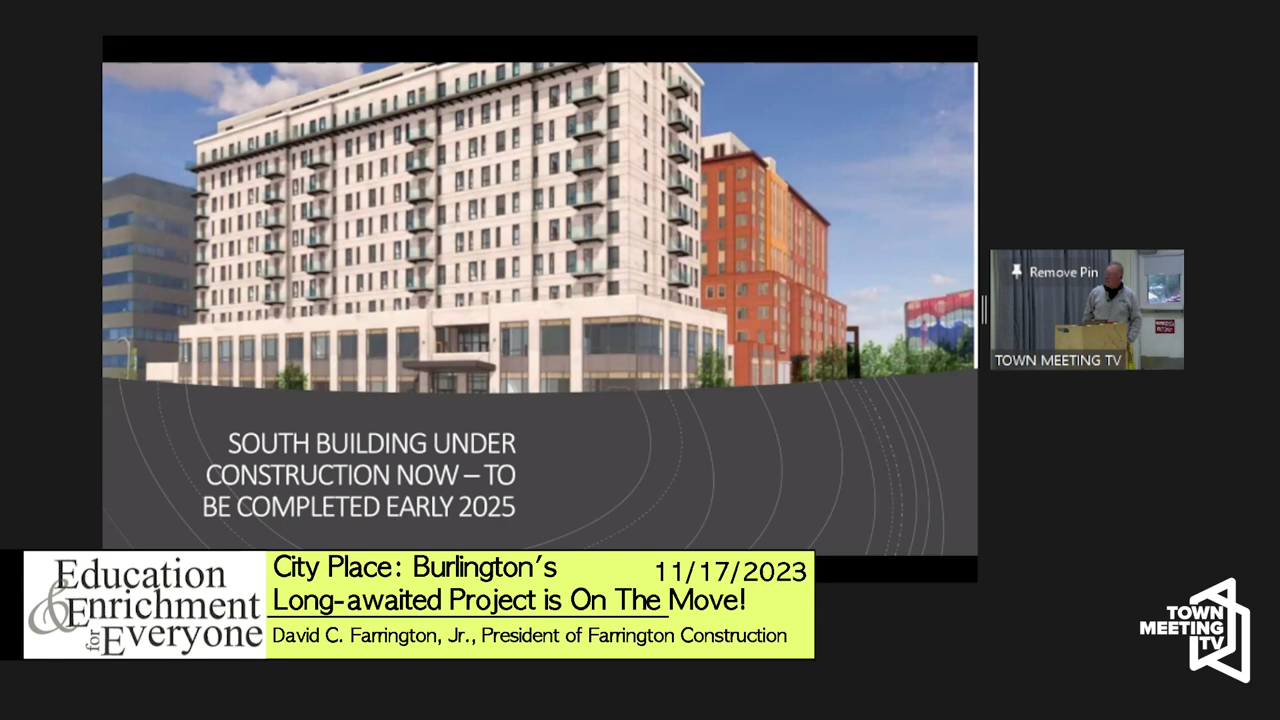 Remove Pin
TOWN MEETING TV
SOUTH BUILDING UNDER
CONSTRUCTION NOW – TO
BE COMPLETED EARLY 2025
Education
& Enrichment
for Everyone
City Place: Burlington's
11/17/2023
Long-awaited Project is On The Move!
David C. Farrington, Jr., President of Farrington Construction
TOWN
MEETING
TV